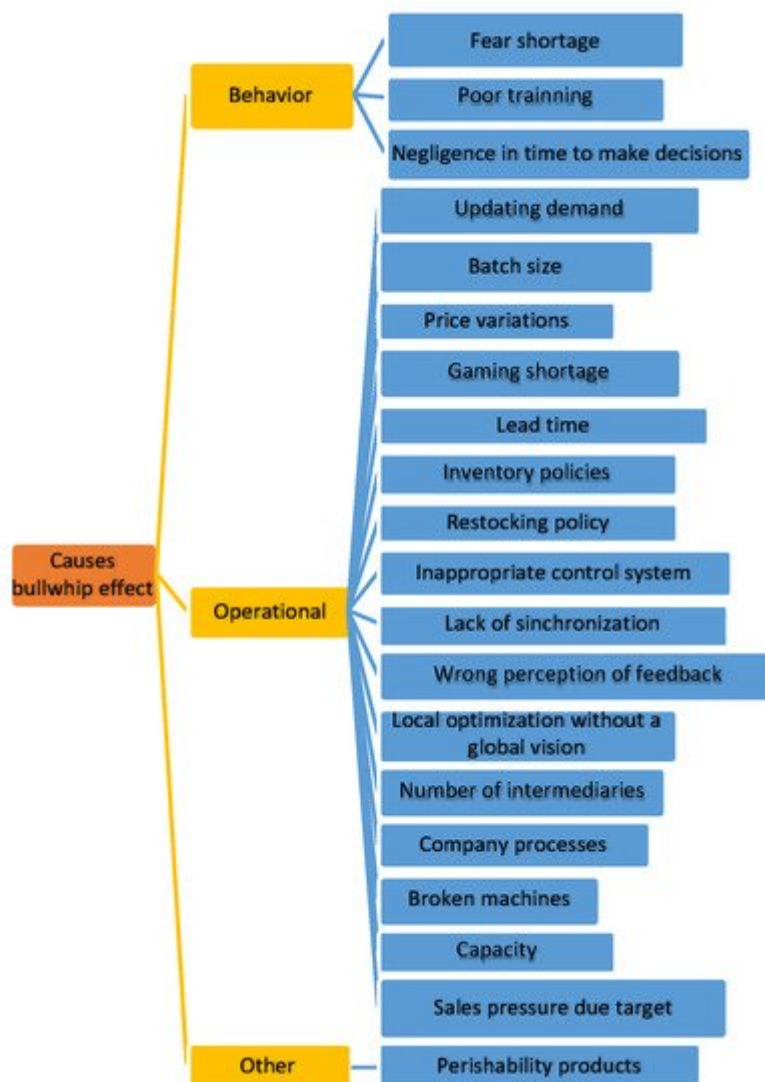 Fear shortage
Behavior
Poor trainning
Negligence in time to make decisions
Updating demand
Batch size
Price variations
Gaming shortage
Lead time
Inventory policies
Restocking policy
Causes
bullwhip effect
Inappropriate control system
Operational
Lack of sinchronization
Wrong perception of feedback
Local optimization without a
global vision
Number of intermediaries
Company processes
Broken machines
Capacity
Sales pressure due target
Other
Perishability products